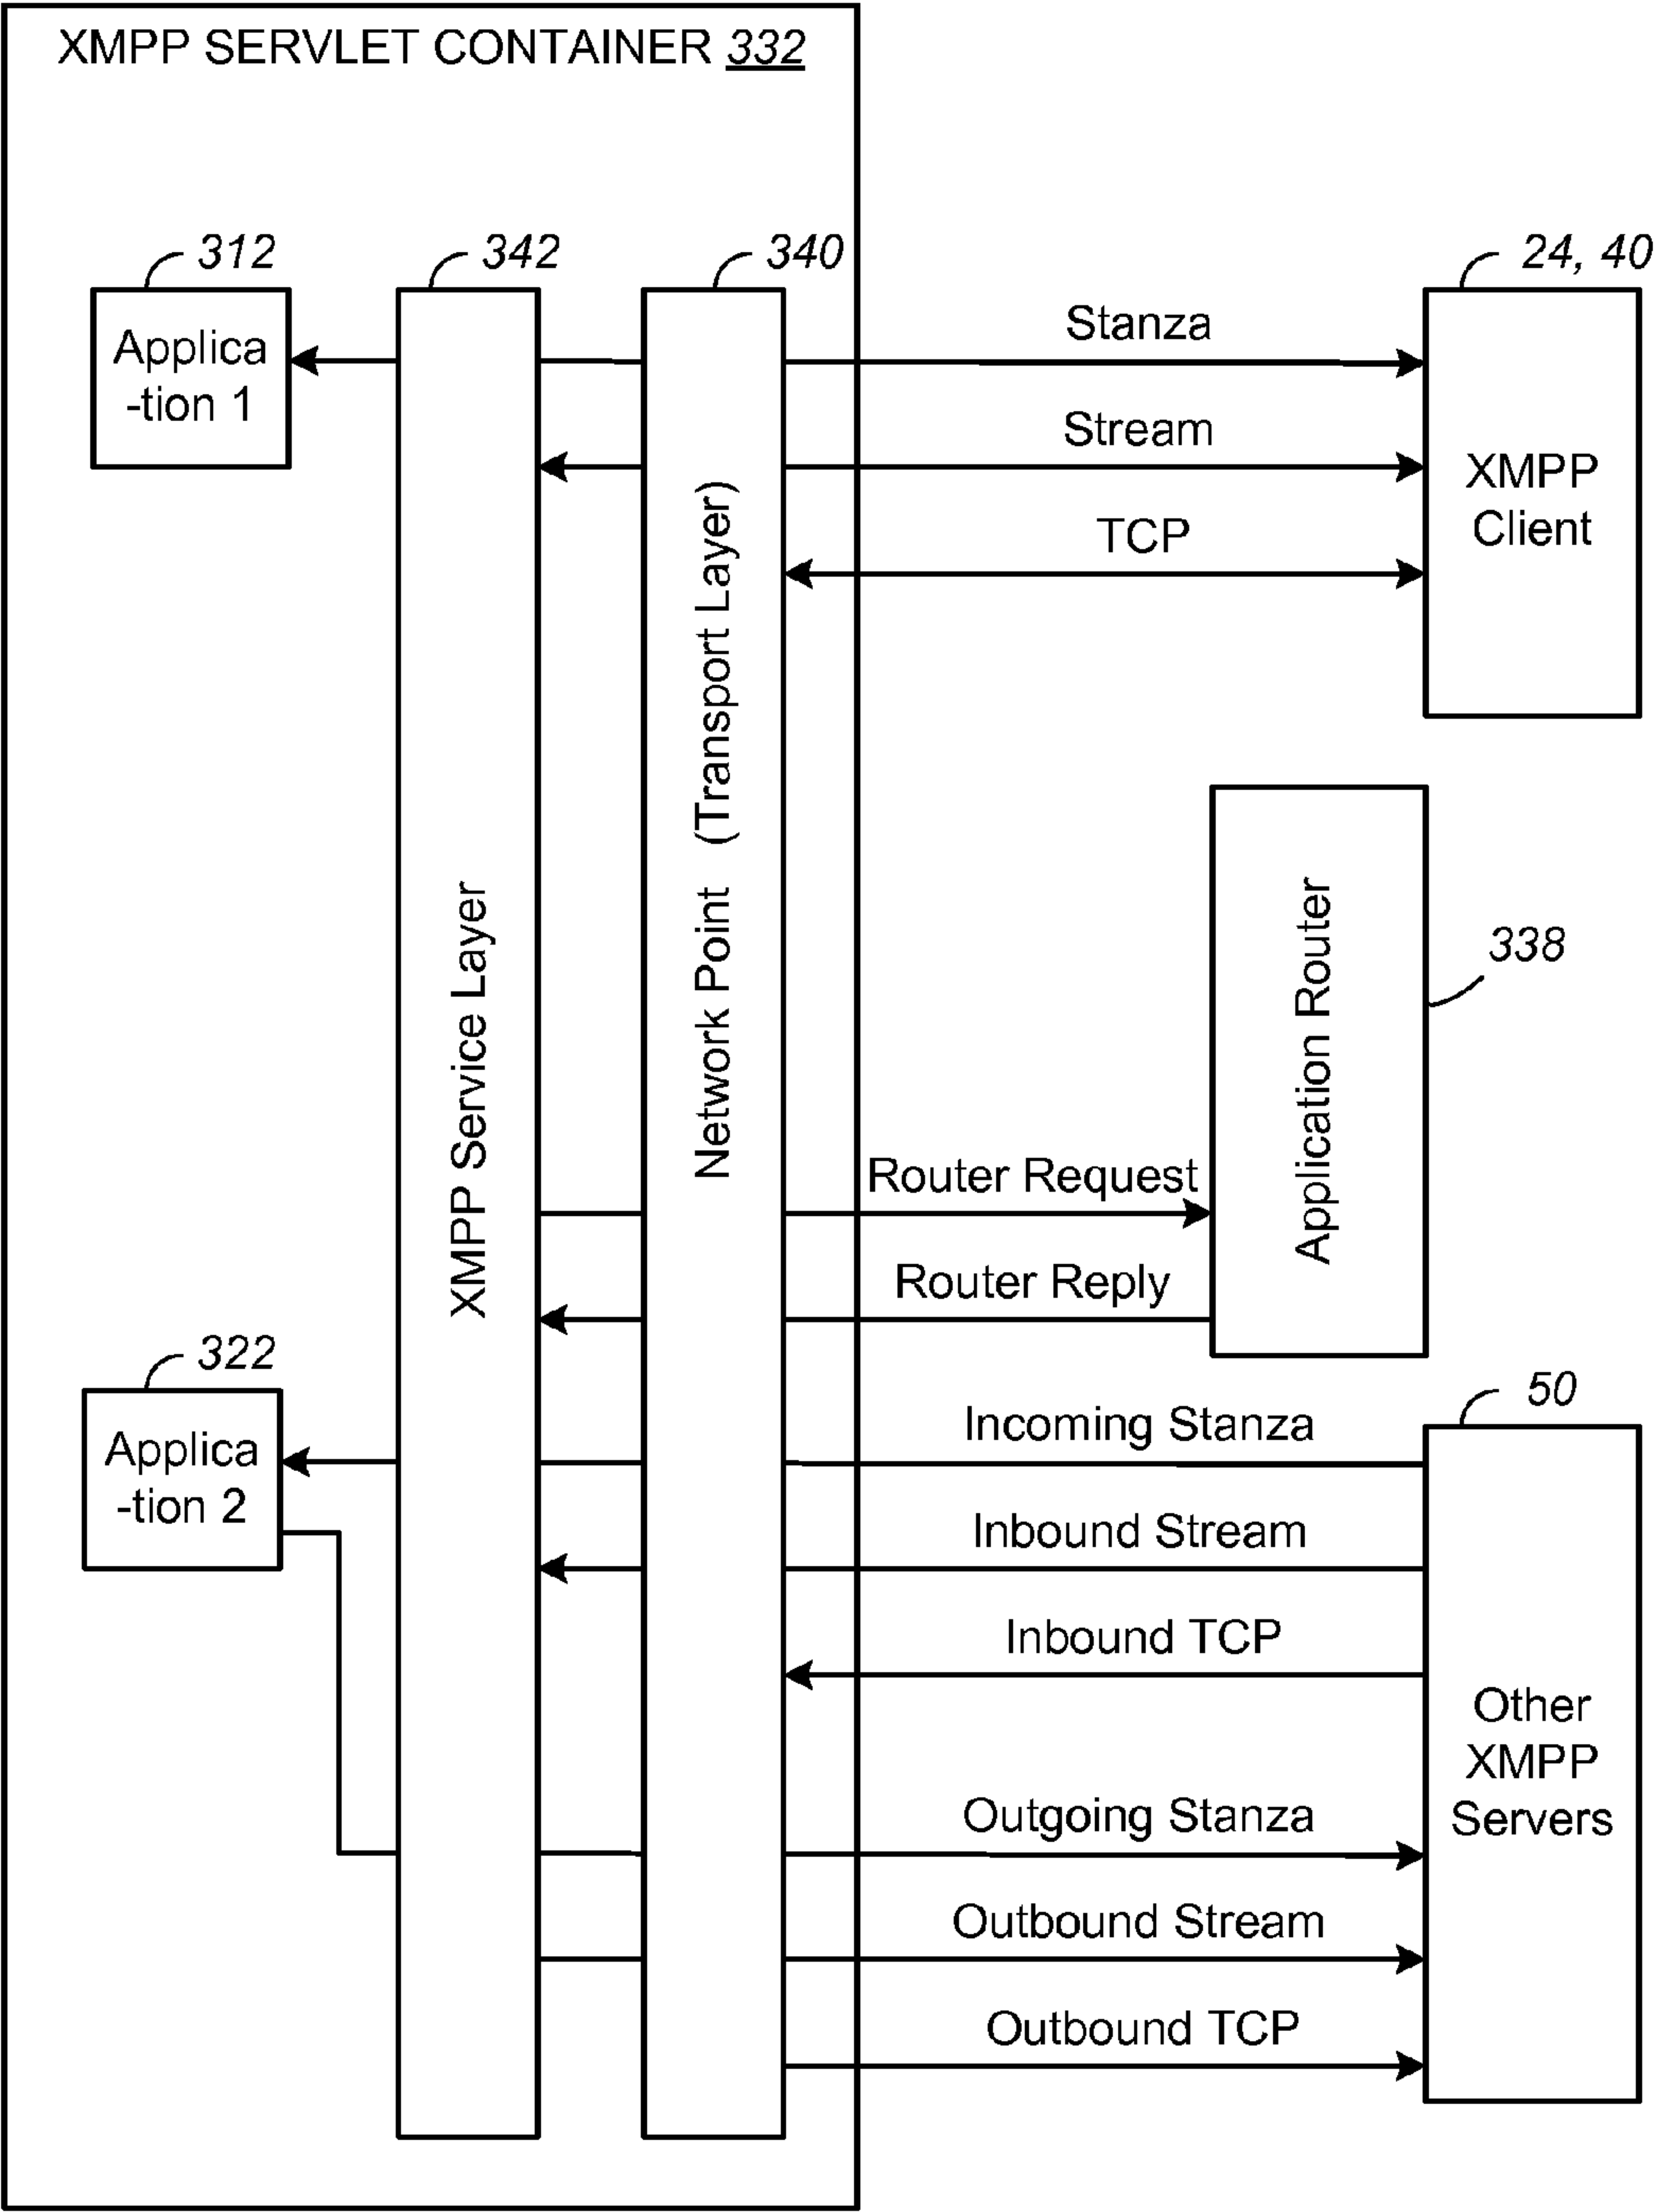 XMPP SERVLET CONTAINER 332
312
342
340
24, 40
Applica
-tion 1
Stanza
Stream
TCP
XMPP
Client
XMPP Service Layer
Network Point (Transport Layer)
Application Router
338
Router Request
Router Reply
322
Applica
-tion 2
50
Incoming Stanza
Inbound Stream
Inbound TCP
Other
XMPP
Servers
Outgoing Stanza
Outbound Stream
Outbound TCP